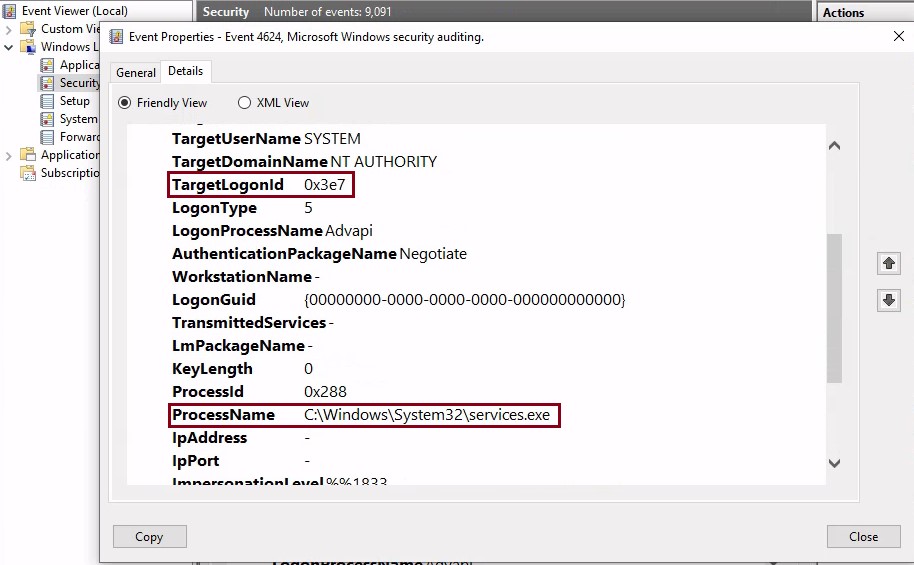 Event Viewer (Local)
Security Number of events: 9,091
Actions
Custom Vie
Windows L
Applica
Security
Setup
System
Forward
Application
Subscriptio
Event Properties - Event 4624, Microsoft Windows security auditing.
General Details
Friendly View XML View
TargetUserName SYSTEM
TargetDomainName NT AUTHORITY
TargetLogonId 0x3e7
LogonType 5
LogonProcessName Advapi
AuthenticationPackageName Negotiate
WorkstationName -
LogonGuid {00000000-0000-0000-0000-000000000000}
TransmittedServices -
LmPackageName -
KeyLength 0
ProcessId 0x288
ProcessName C:\Windows\System32\services.exe
IpAddress -
IpPort -
ImpersonationLevel %%1833
Copy Close
LogonProcessName Advapi